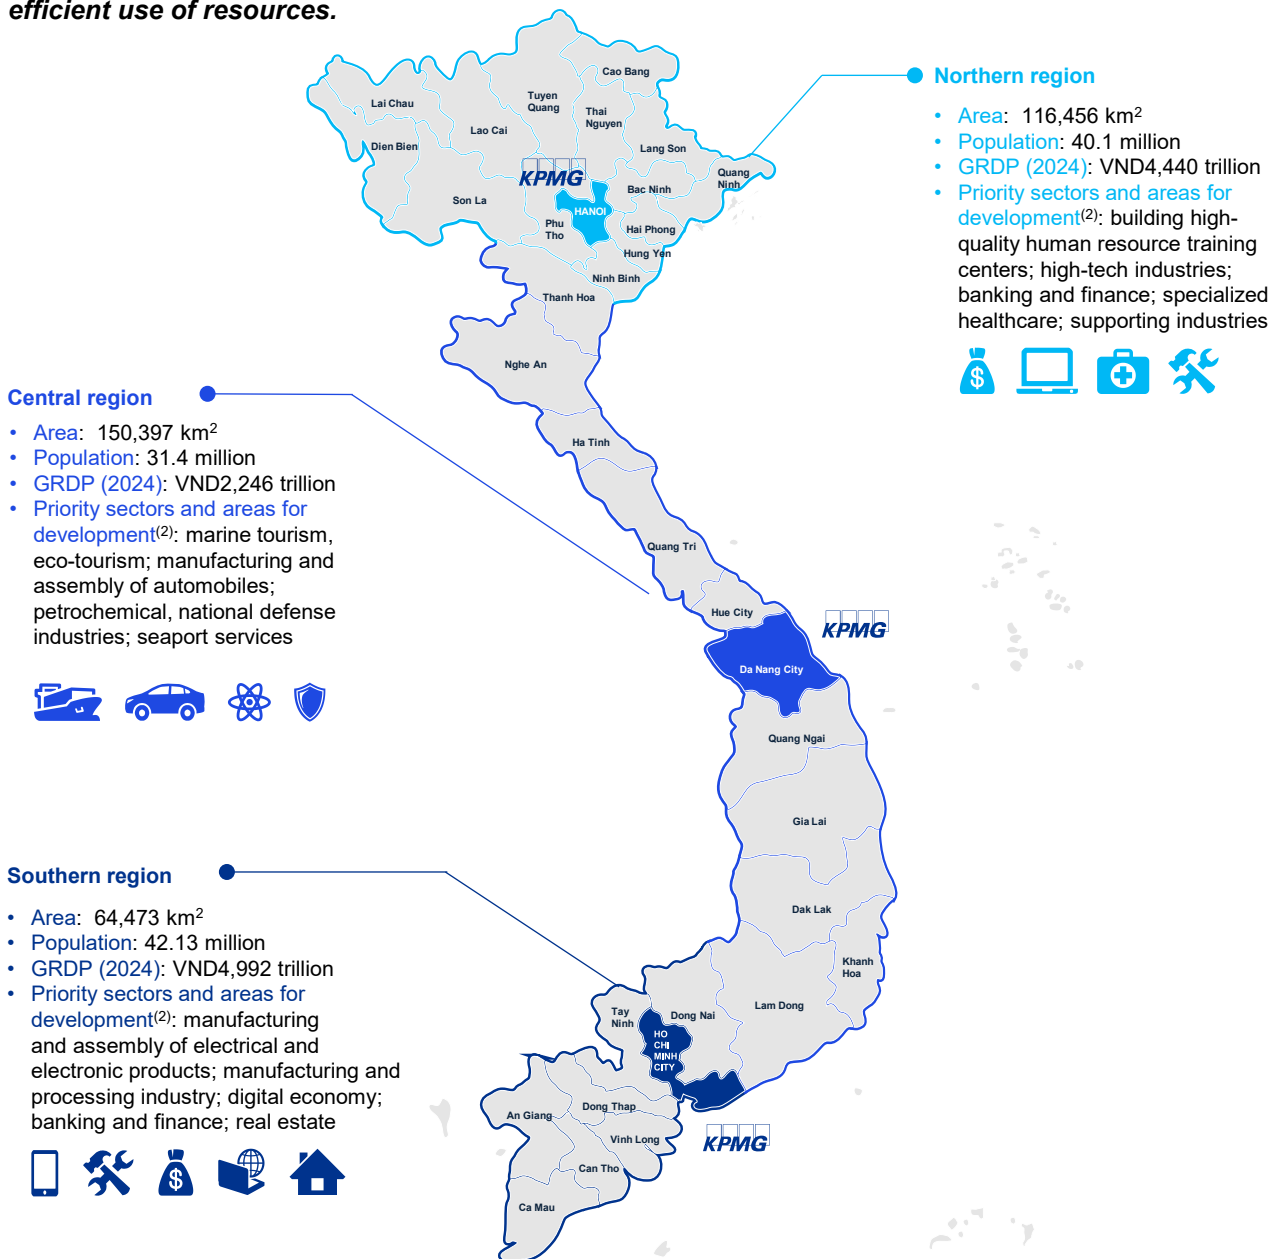 efficient use of resources.
Northern region
• Area: 116,456 km²
• Population: 40.1 million
• GRDP (2024): VND4,440 trillion
• Priority sectors and areas for
development⁽²⁾: building high-
quality human resource training
centers; high-tech industries;
banking and finance; specialized
healthcare; supporting industries
Central region
• Area: 150,397 km²
• Population: 31.4 million
• GRDP (2024): VND2,246 trillion
• Priority sectors and areas for
development⁽²⁾: marine tourism,
eco-tourism; manufacturing and
assembly of automobiles;
petrochemical, national defense
industries; seaport services
Southern region
• Area: 64,473 km²
• Population: 42.13 million
• GRDP (2024): VND4,992 trillion
• Priority sectors and areas for
development⁽²⁾: manufacturing
and assembly of electrical and
electronic products; manufacturing and
processing industry; digital economy;
banking and finance; real estate
Cao Bang
Tuyen
Quang
Lai Chau
Thai
Nguyen
Lao Cai
Dien Bien
Lang Son
KPMG
Quang
Ninh
Bac Ninh
Son La
HANOI
Phu
Tho
Hai Phong
Hung Yen
Ninh Binh
Thanh Hoa
Nghe An
Ha Tinh
Quang Tri
Hue City
KPMG
Da Nang City
Quang Ngai
Gia Lai
Dak Lak
Khanh
Hoa
Lam Dong
Tay
Ninh
Dong Nai
HO
CHI
MINH
CITY
Dong Thap
An Giang
Vinh Long
KPMG
Can Tho
Ca Mau
$
$